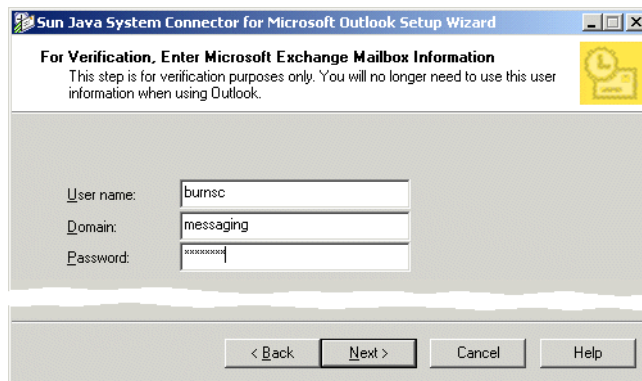 Sun Java System Connector for Microsoft Outlook Setup Wizard
For Verification, Enter Microsoft Exchange Mailbox Information
This step is for verification purposes only. You will no longer need to use this user
information when using Outlook.
User name: burnsc
Domain: messaging
Password: ********
< Back Next > Cancel Help